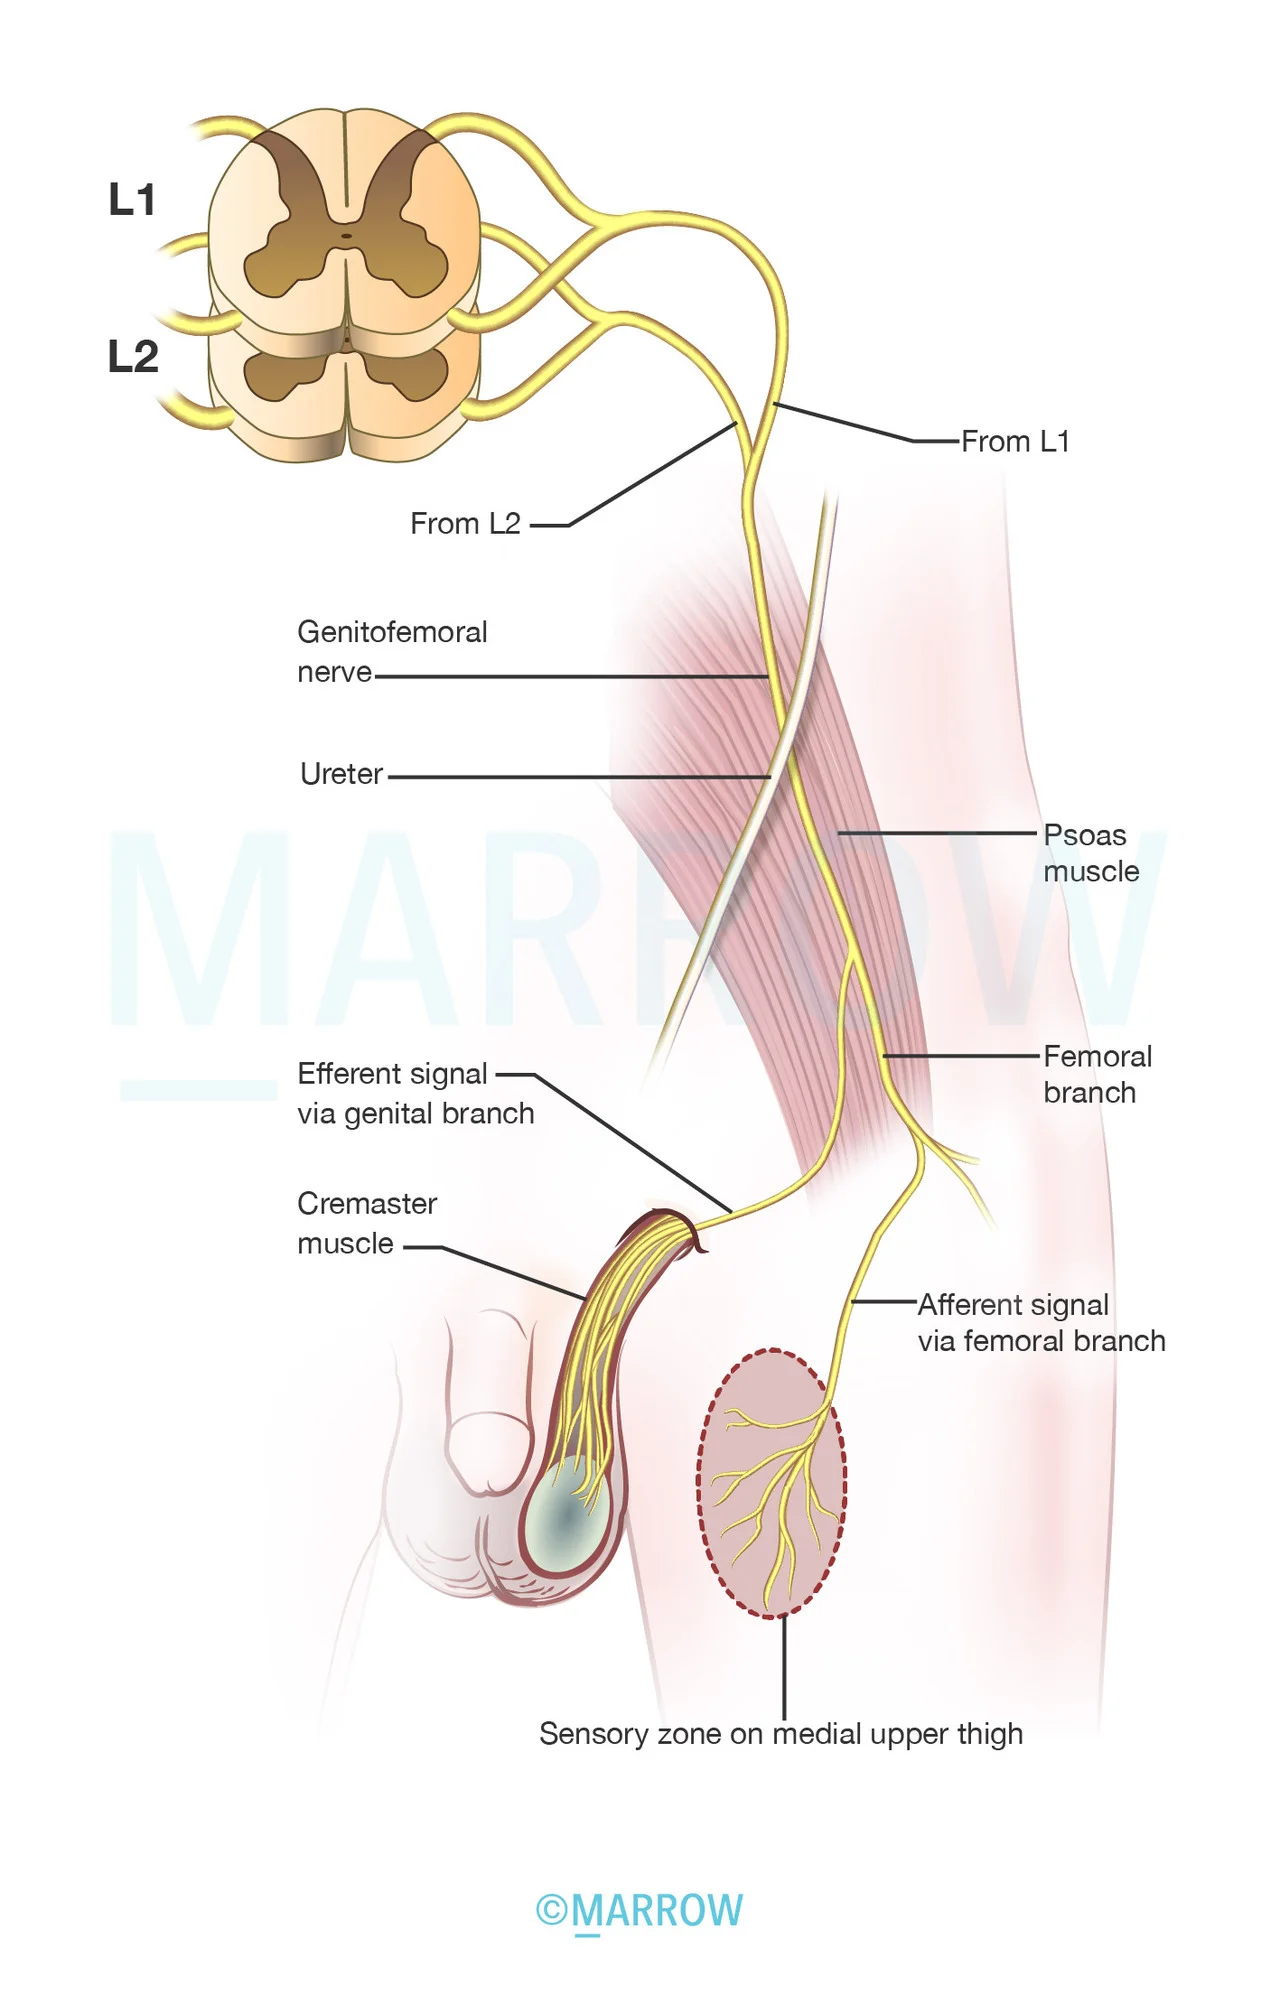 L1
L2
From L1
From L2
Genitofemoral
nerve
Ureter
Psoas
muscle
MARROW
Efferent signal
via genital branch
Femoral
branch
Cremaster
muscle
Afferent signal
via femoral branch
Sensory zone on medial upper thigh
©MARROW